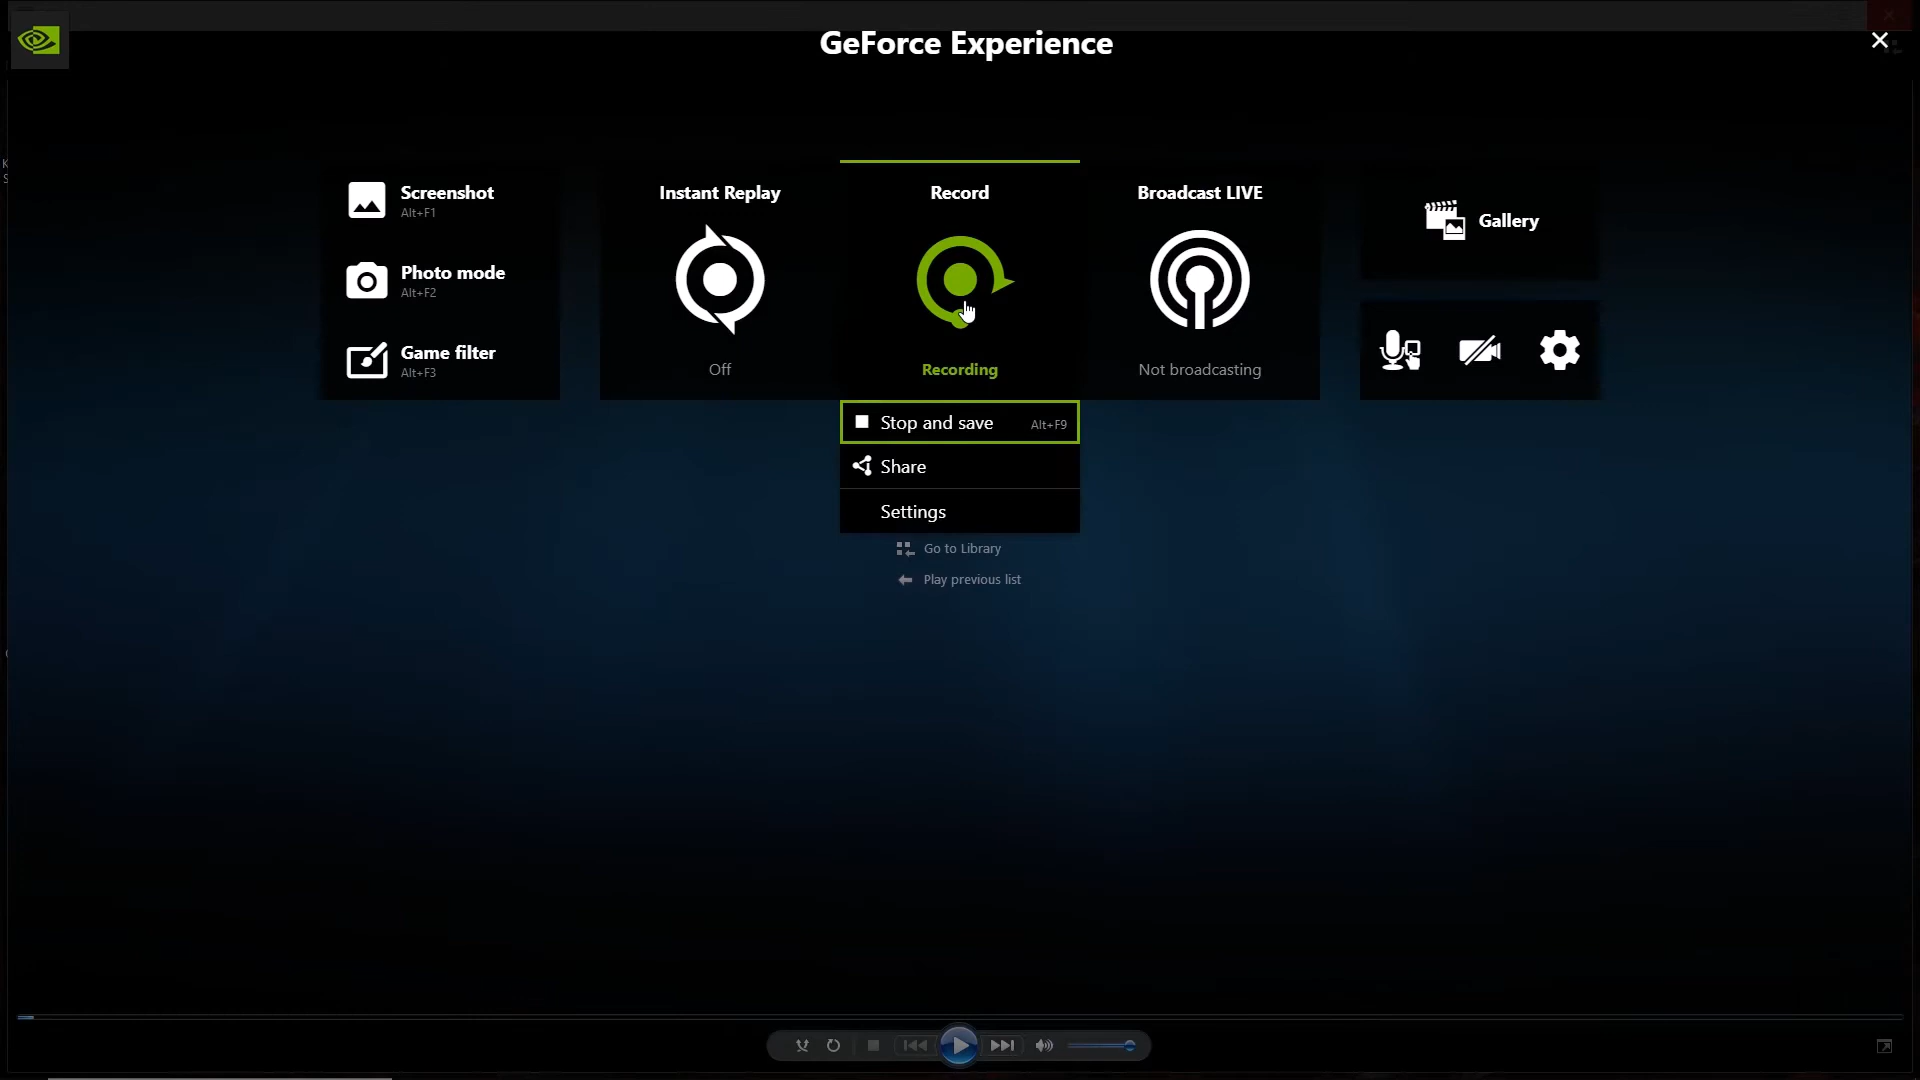 GeForce Experience
Screenshot
Alt+F1
Photo mode
Alt+F2
Game filter
Alt+F3
Instant Replay
Off
Record
Recording
Broadcast LIVE
Not broadcasting
Gallery
Stop and save Alt+F9
Share
Settings
Go to Library
Play previous list